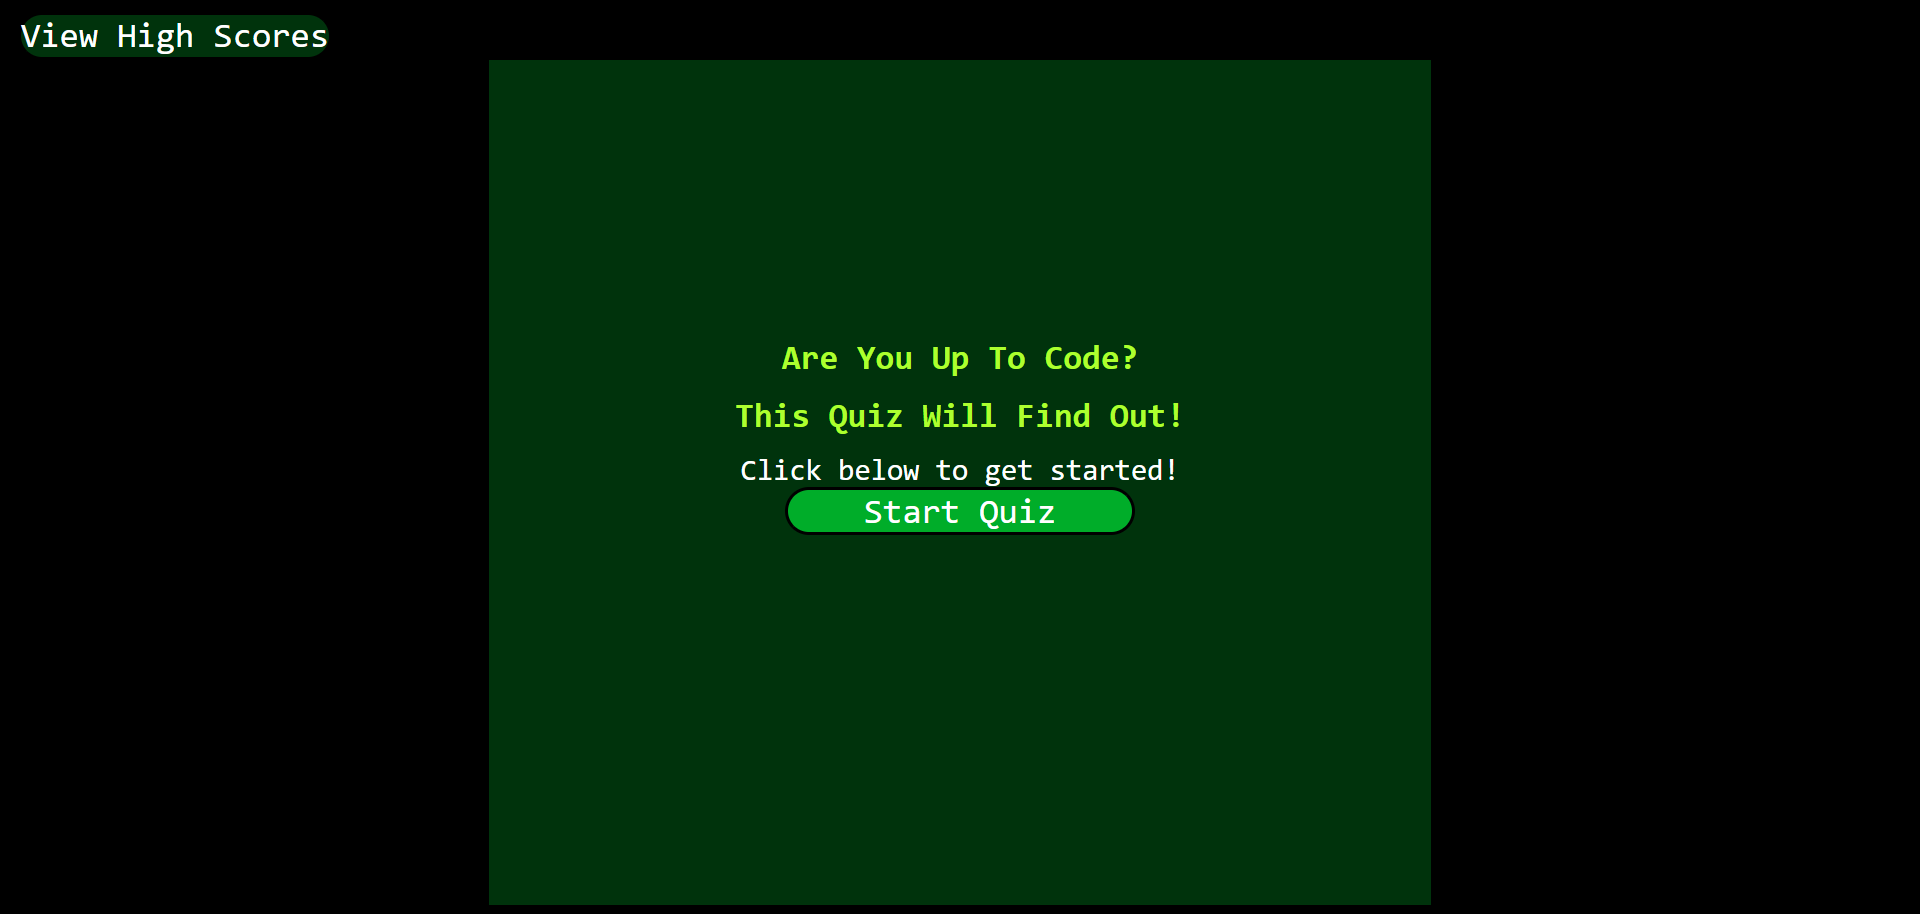 View High Scores
Are You Up To Code?
This Quiz Will Find Out!
Click below to get started!
Start Quiz